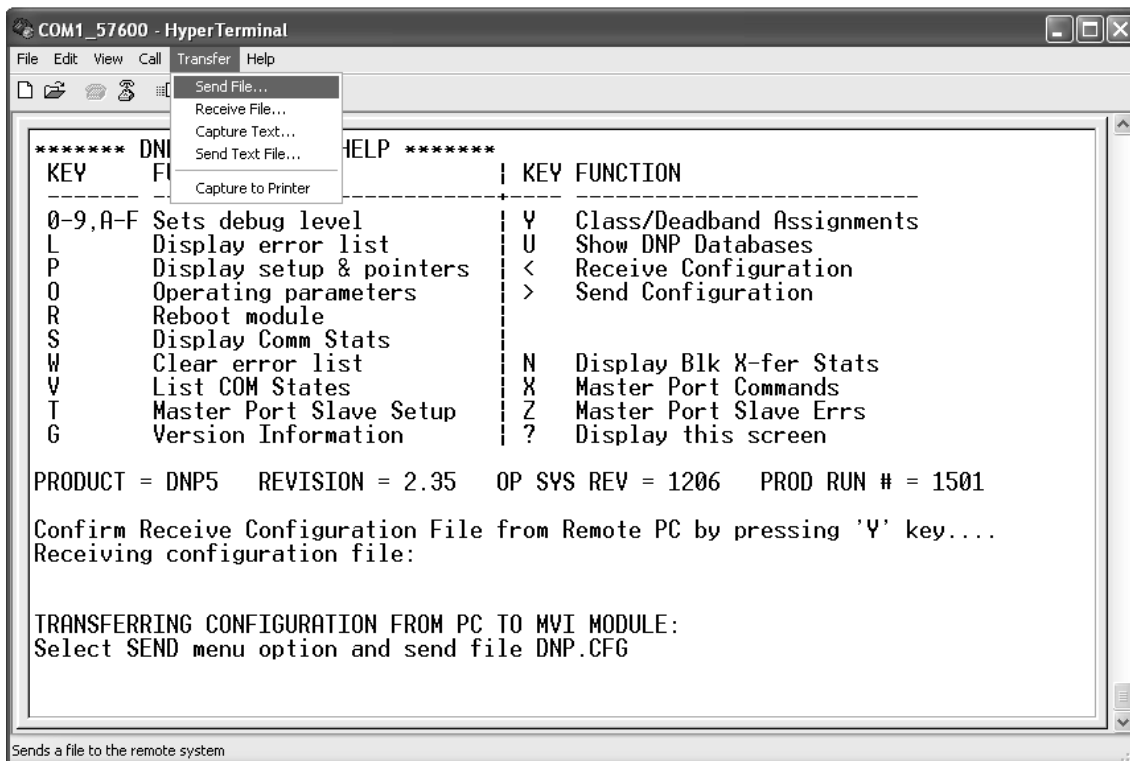 COM1_57600 - HyperTerminal
File Edit View Call Transfer Help
Send File...
Receive File...
Capture Text...
Send Text File...
Capture to Printer
******* DN HELP *******
KEY F | KEY FUNCTION
------- --------------------+---- --------------------------
0-9,A-F Sets debug level | Y Class/Deadband Assignments
L Display error list | U Show DNP Databases
P Display setup & pointers | < Receive Configuration
O Operating parameters | > Send Configuration
R Reboot module |
S Display Comm Stats |
W Clear error list | N Display Blk X-fer Stats
V List COM States | X Master Port Commands
T Master Port Slave Setup | Z Master Port Slave Errs
G Version Information | ? Display this screen
PRODUCT = DNP5 REVISION = 2.35 OP SYS REV = 1206 PROD RUN # = 1501
Confirm Receive Configuration File from Remote PC by pressing 'Y' key....
Receiving configuration file:
TRANSFERRING CONFIGURATION FROM PC TO MVI MODULE:
Select SEND menu option and send file DNP.CFG
Sends a file to the remote system